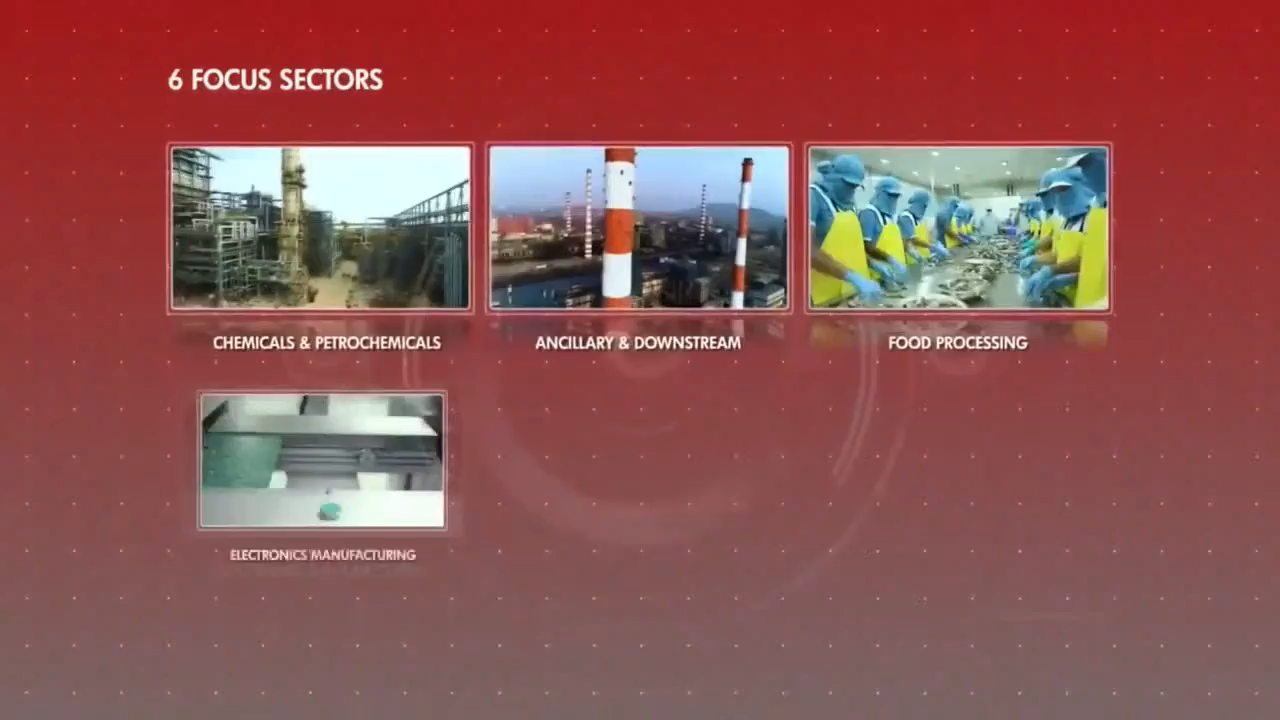 6 FOCUS SECTORS
CHEMICALS & PETROCHEMICALS
ANCILLARY & DOWNSTREAM
FOOD PROCESSING
ELECTRONICS MANUFACTURING